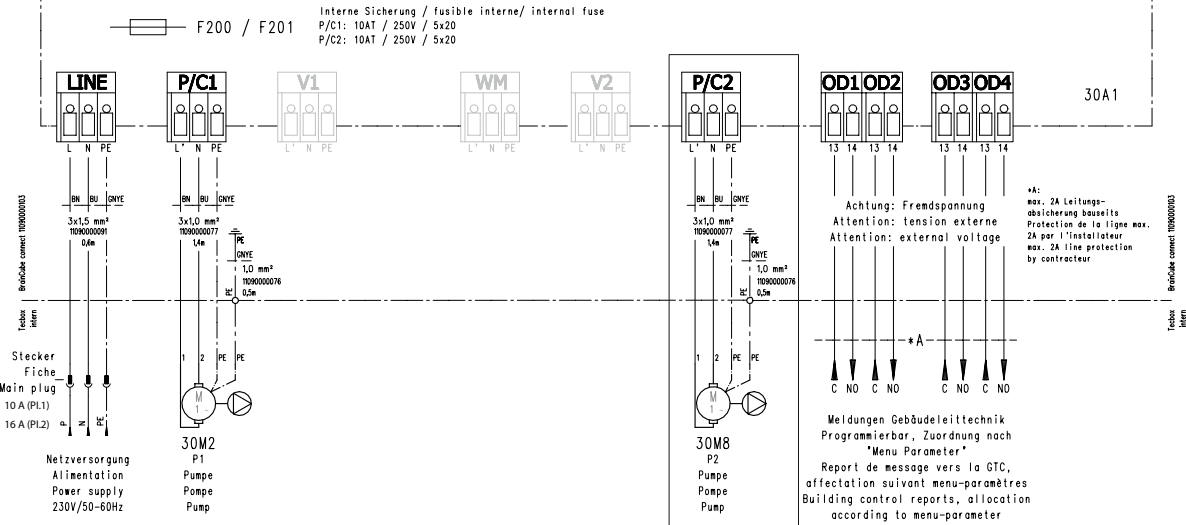 Interne Sicherung / fusible interne/ internal fuse
F200 / F201
P/C1: 10AT / 250V / 5x20
P/C2: 10AT / 250V / 5x20
LINE
P/C1
V1
WM
V2
P/C2
OD1 OD2
OD3 OD4
30A1
L N PE
L' N PE
L' N PE
L' N PE
L' N PE
L' N PE
13 14 13 14
13 14 13 14
BN BU GNYE
3x1,5 mm²
11090000091
0,6m
BN BU GNYE
3x1,0 mm²
11090000077
1,4m
PE
GNYE
1,0 mm²
11090000076
0,5m
PE
BN BU GNYE
3x1,0 mm²
11090000077
1,4m
PE
GNYE
1,0 mm²
11090000076
0,5m
PE
Achtung: Fremdspannung
Attention: tension externe
Attention: external voltage
*A:
max. 2A Leitungs-
absicherung bauseits
Protection de la ligne max.
2A par l'installateur
max. 2A line protection
by contracteur
BrainCube connect 11090000103
Tecbox
intern
BrainCube connect 11090000103
Tecbox
intern
Stecker
Fiche
Main plug
10 A (Pl.1)
16 A (Pl.2)
P N PE
Netzversorgung
Alimentation
Power supply
230V/50-60Hz
1 2 PE PE
M
1 ~
30M2
P1
Pumpe
Pompe
Pump
1 2 PE PE
M
1 ~
30M8
P2
Pumpe
Pompe
Pump
*A
C NO C NO
C NO C NO
Meldungen Gebäudeleittechnik
Programmierbar, Zuordnung nach
"Menu Parameter"
Report de message vers la GTC,
affectation suivant menu-paramètres
Building control reports, allocation
according to menu-parameter